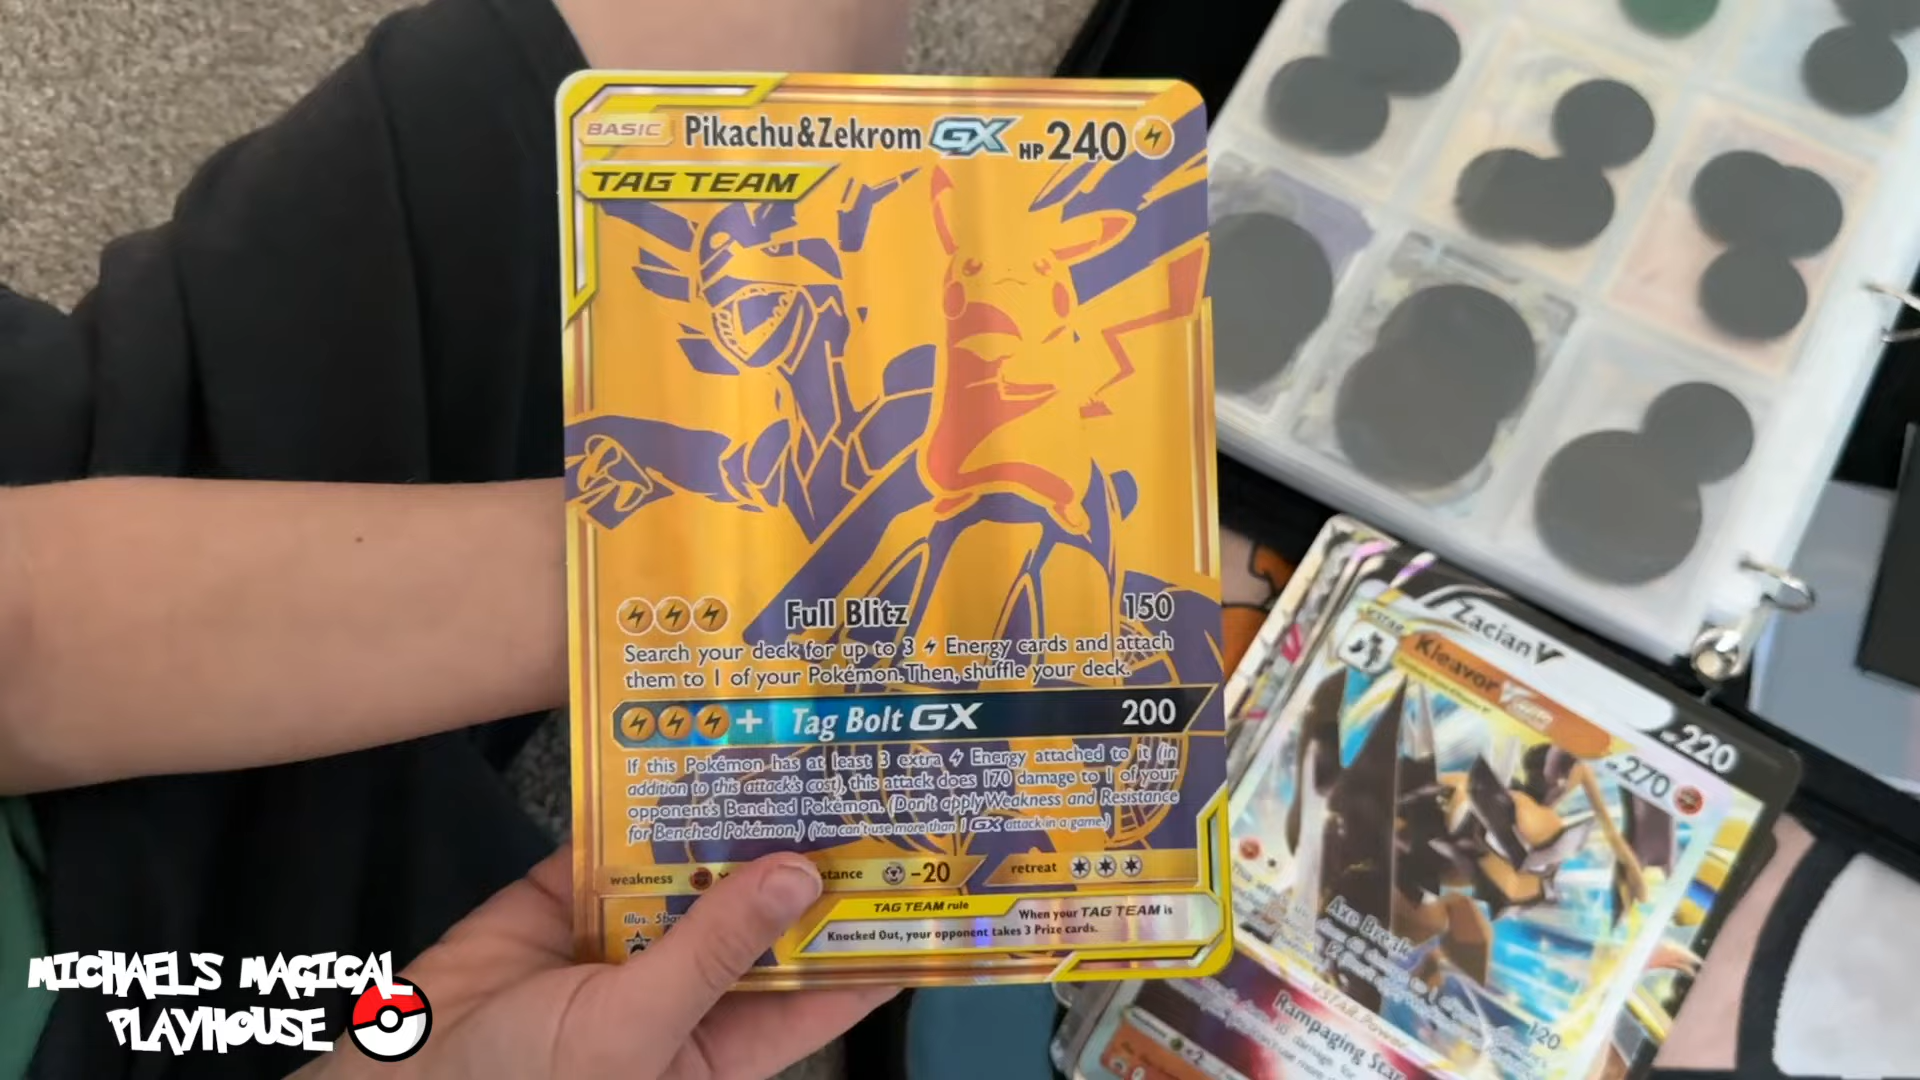 BASIC Pikachu&Zekrom GX HP 240
TAG TEAM
Full Blitz 150
Search your deck for up to 3 Energy cards and attach
them to 1 of your Pokémon. Then, shuffle your deck.
+ Tag Bolt GX 200
If this Pokémon has at least 3 extra Energy attached to it (in
addition to this attack's cost), this attack does 170 damage to 1 of your
opponent's Benched Pokémon. (Don't apply Weakness and Resistance
for Benched Pokémon.) (You can't use more than 1 GX attack in a game.)
weakness -20 retreat
TAG TEAM rule When your TAG TEAM is
Knocked Out, your opponent takes 3 Prize cards.
Illus.
Zacian V 220
Kleavor VSTAR 270
Axe Break
120
VSTAR Power
Rampaging
MICHAEL'S MAGICAL
PLAYHOUSE